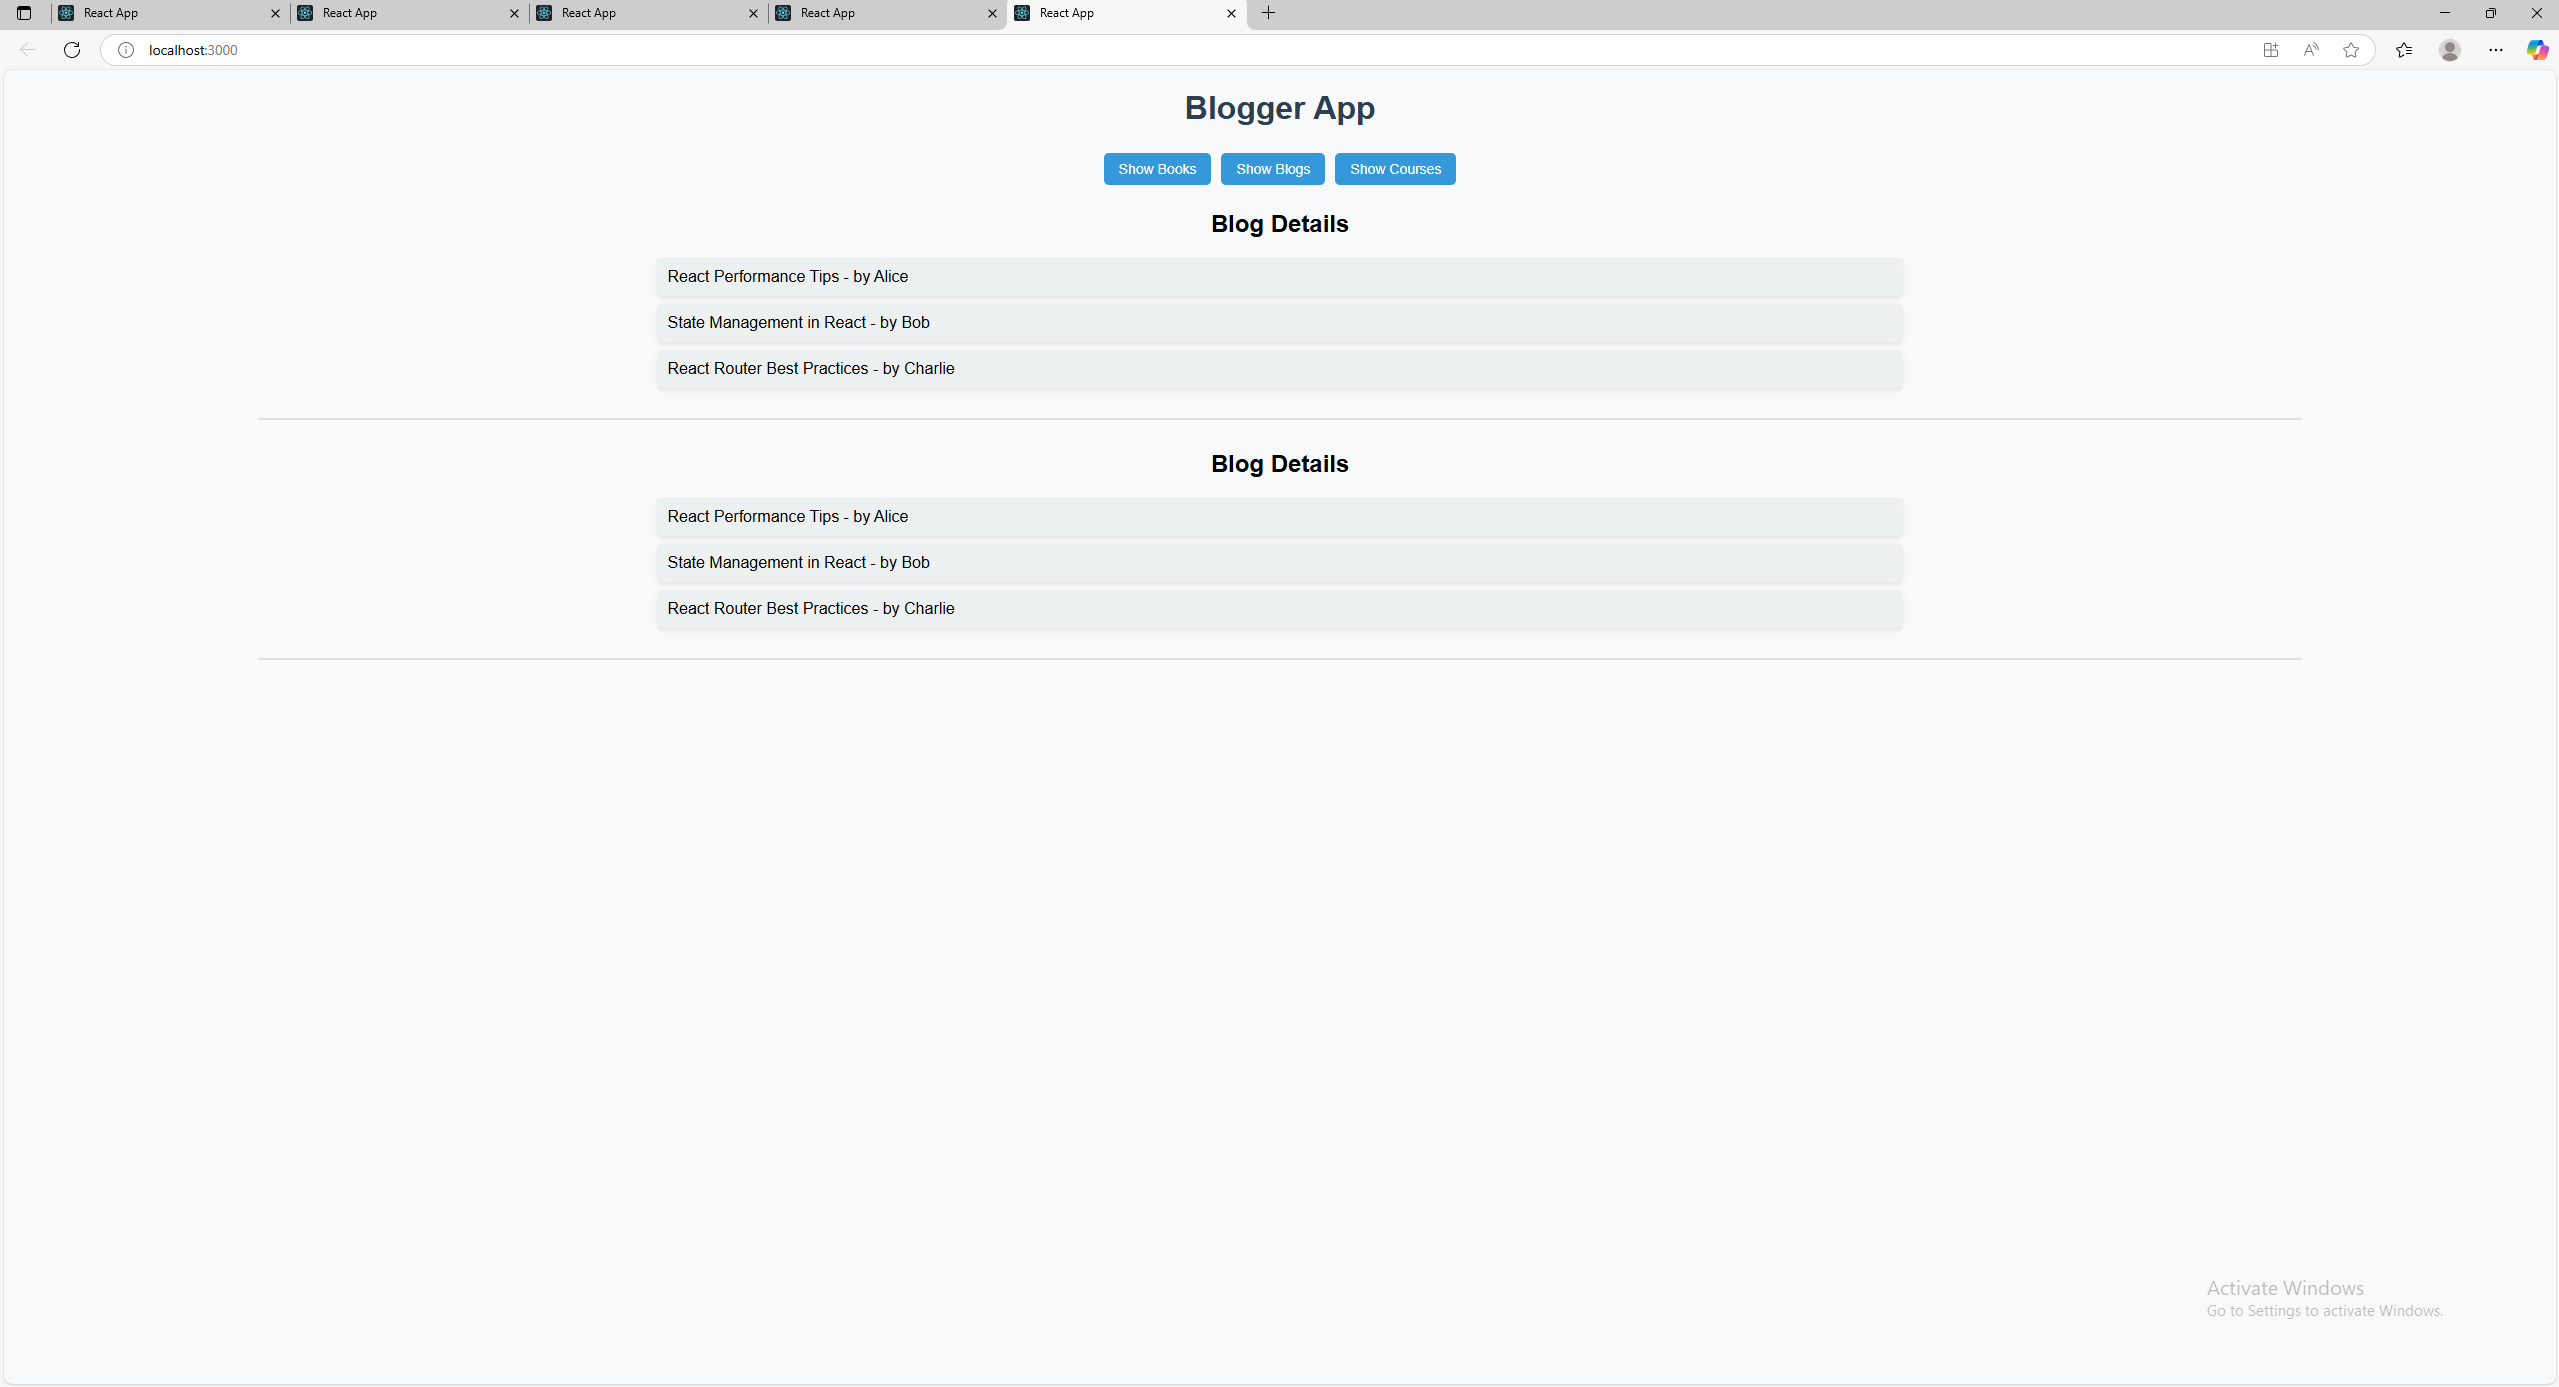 React App
React App
React App
React App
React App
localhost:3000
Blogger App
Show Books
Show Blogs
Show Courses
Blog Details
React Performance Tips - by Alice
State Management in React - by Bob
React Router Best Practices - by Charlie
Blog Details
React Performance Tips - by Alice
State Management in React - by Bob
React Router Best Practices - by Charlie
Activate Windows
Go to Settings to activate Windows.